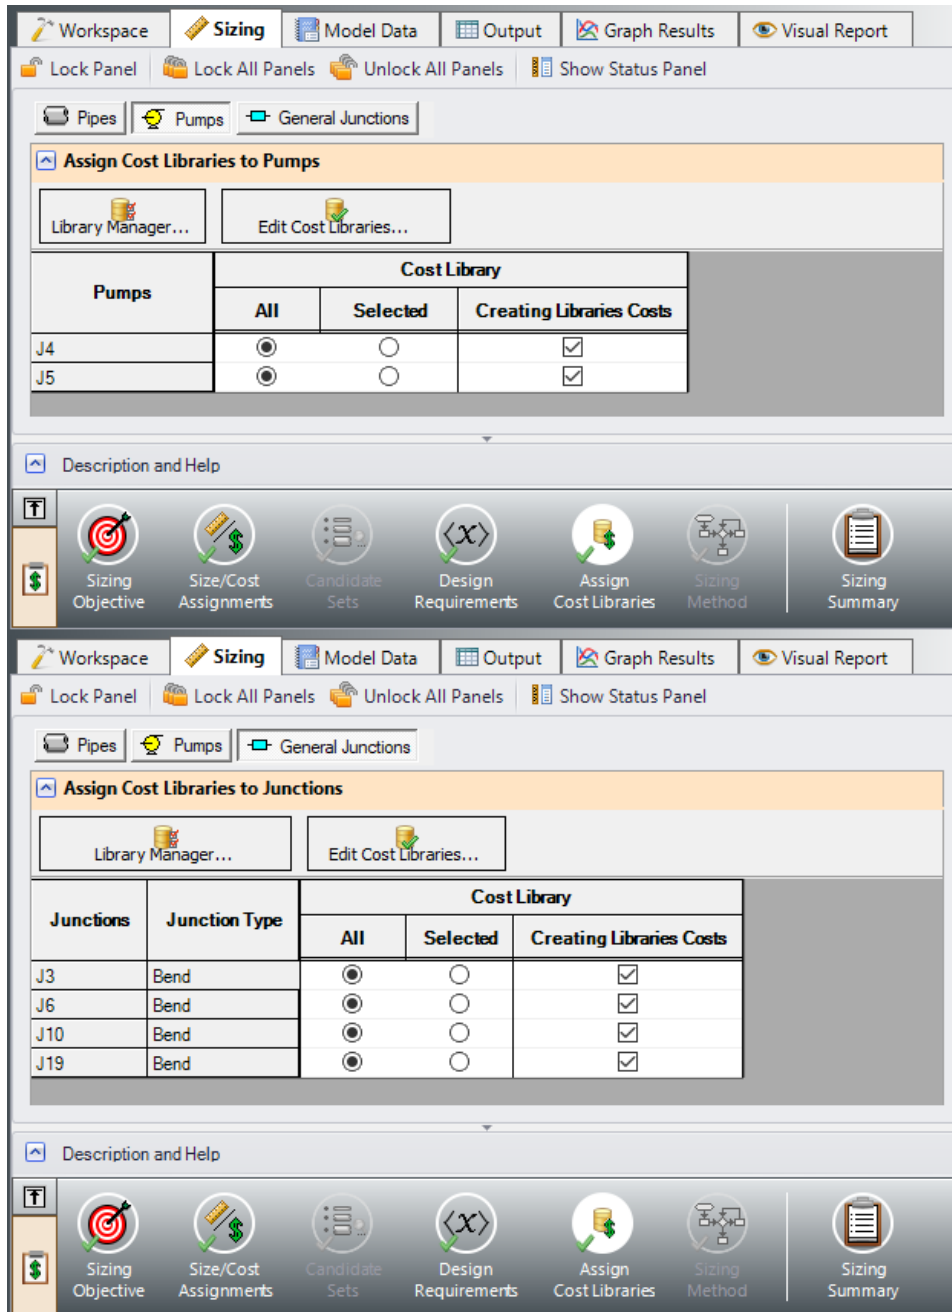 Workspace Sizing Model Data Output Graph Results Visual Report
Lock Panel Lock All Panels Unlock All Panels Show Status Panel
Pipes Pumps General Junctions
Assign Cost Libraries to Pumps
Library Manager... Edit Cost Libraries...
Cost Library
Pumps
All Selected Creating Libraries Costs
J4
J5
Description and Help
Sizing Size/Cost Candidate Design Assign Sizing Sizing
Objective Assignments Sets Requirements Cost Libraries Method Summary
Workspace Sizing Model Data Output Graph Results Visual Report
Lock Panel Lock All Panels Unlock All Panels Show Status Panel
Pipes Pumps General Junctions
Assign Cost Libraries to Junctions
Library Manager... Edit Cost Libraries...
Cost Library
Junctions Junction Type
All Selected Creating Libraries Costs
J3 Bend
J6 Bend
J10 Bend
J19 Bend
Description and Help
Sizing Size/Cost Candidate Design Assign Sizing Sizing
Objective Assignments Sets Requirements Cost Libraries Method Summary